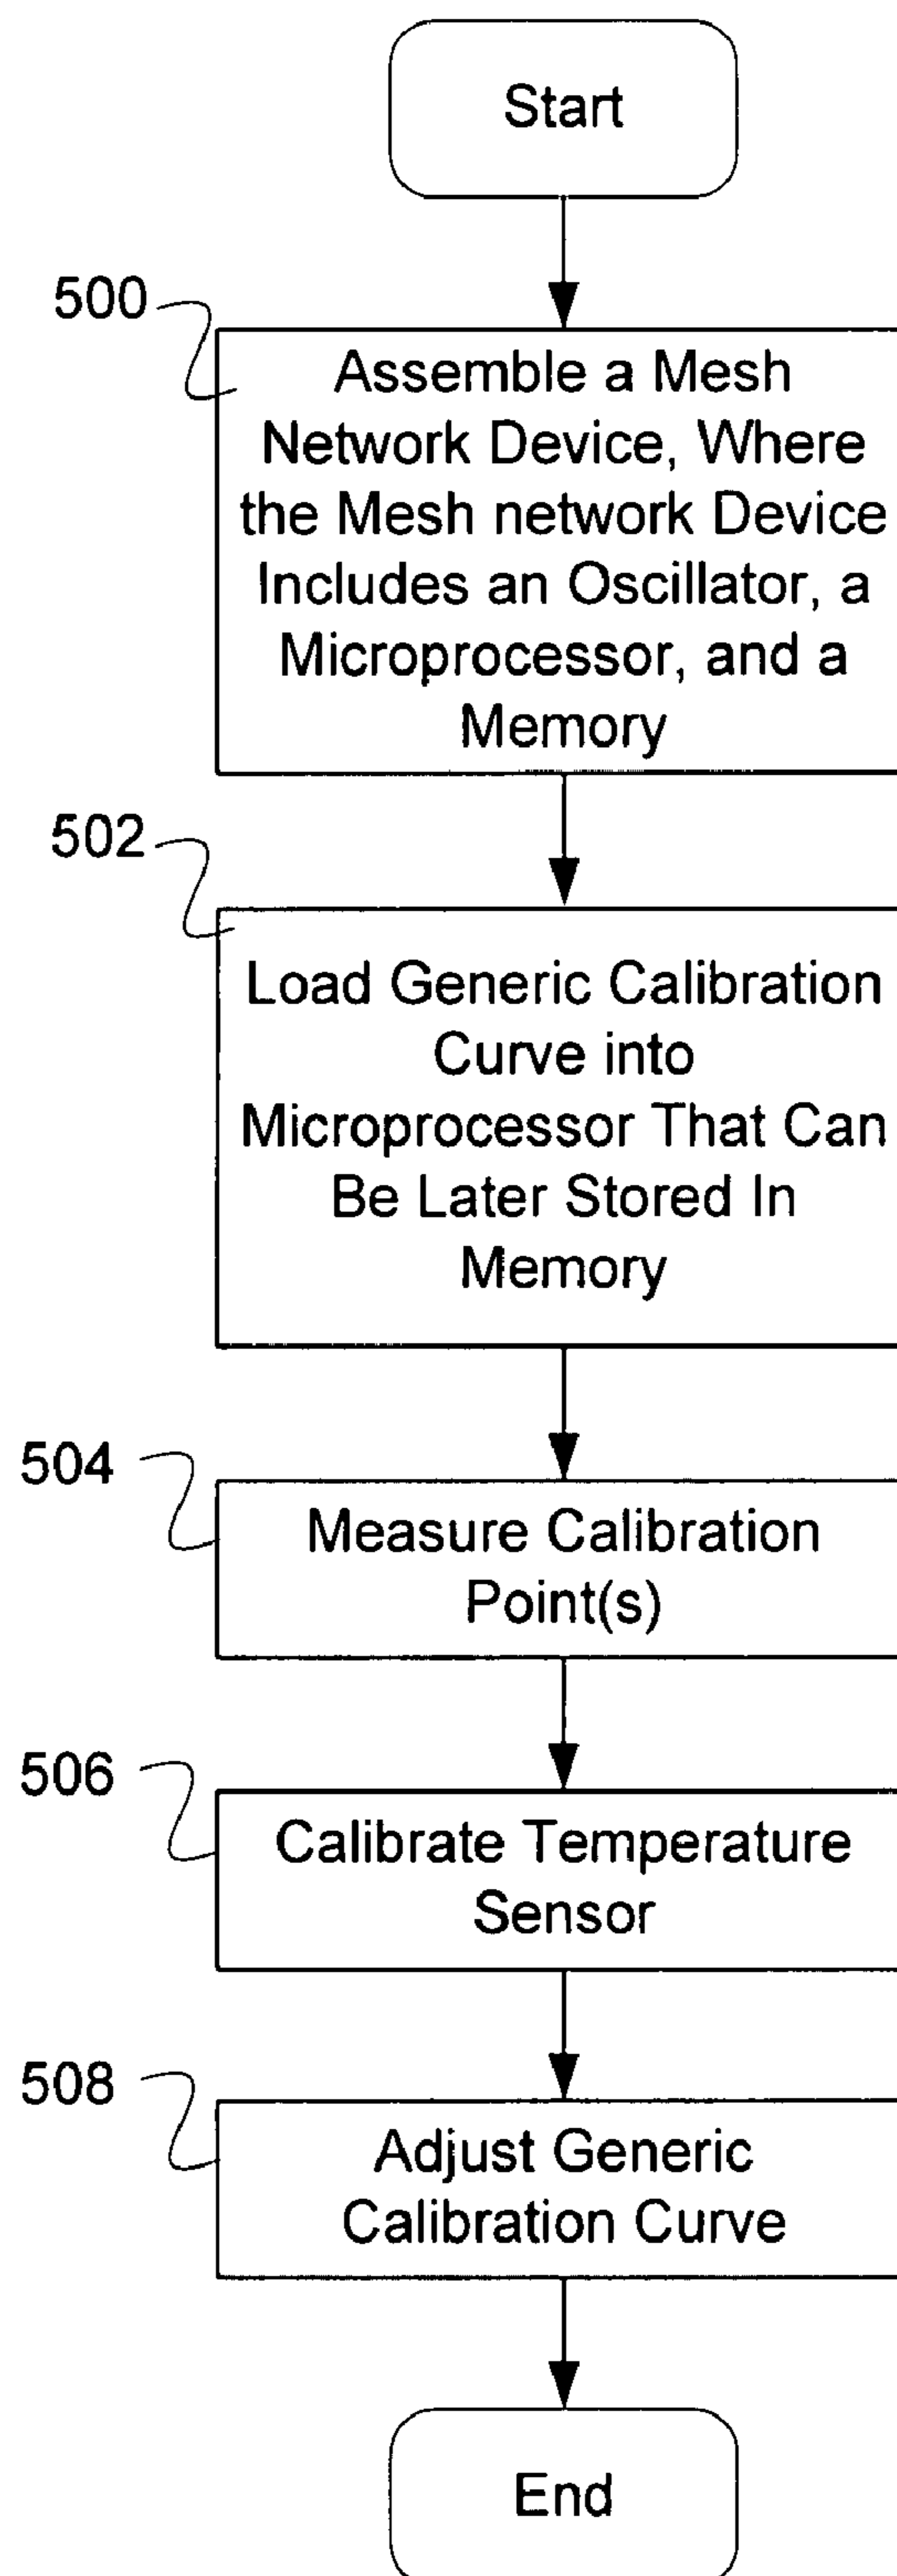 Start
500
Assemble a Mesh
Network Device, Where
the Mesh network Device
Includes an Oscillator, a
Microprocessor, and a
Memory
502
Load Generic Calibration
Curve into
Microprocessor That Can
Be Later Stored In
Memory
504
Measure Calibration
Point(s)
506
Calibrate Temperature
Sensor
508
Adjust Generic
Calibration Curve
End